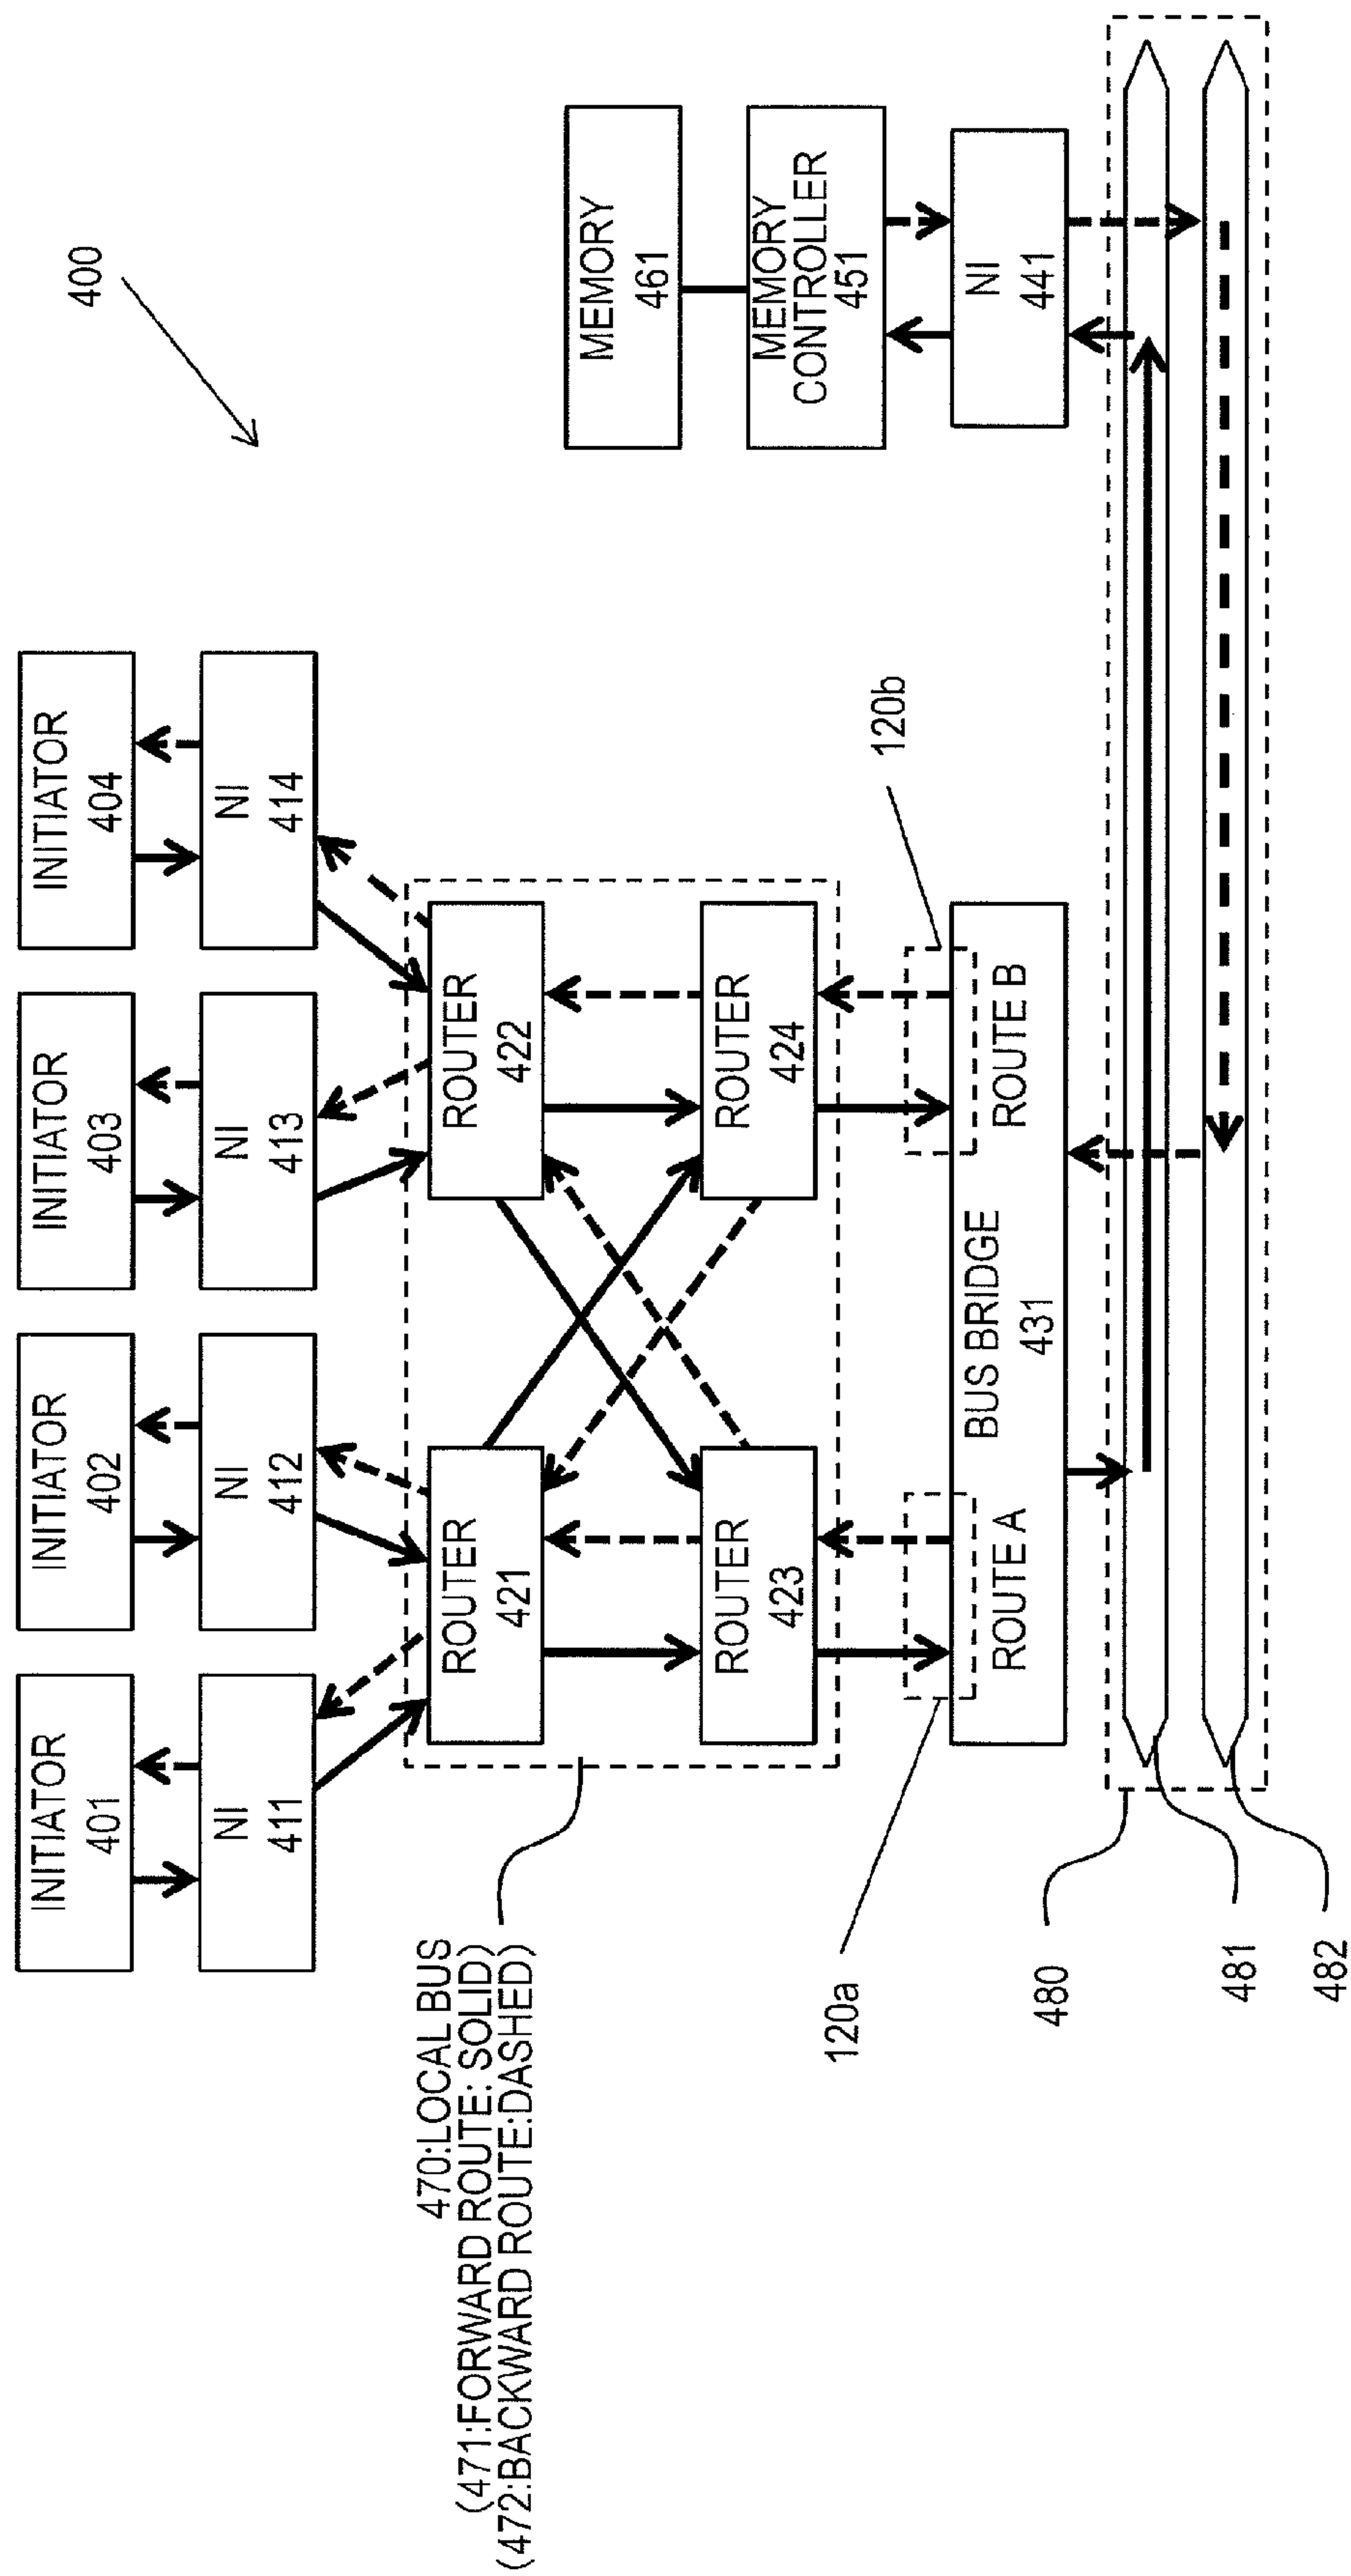 400
INITIATOR
401
INITIATOR
402
INITIATOR
403
INITIATOR
404
NI
411
NI
412
NI
413
NI
414
470:LOCAL BUS
(471:FORWARD ROUTE: SOLID)
(472:BACKWARD ROUTE:DASHED)
ROUTER
421
ROUTER
422
ROUTER
423
ROUTER
424
MEMORY
461
MEMORY
CONTROLLER
451
NI
441
120a
120b
ROUTE A
BUS BRIDGE
431
ROUTE B
480
481
482